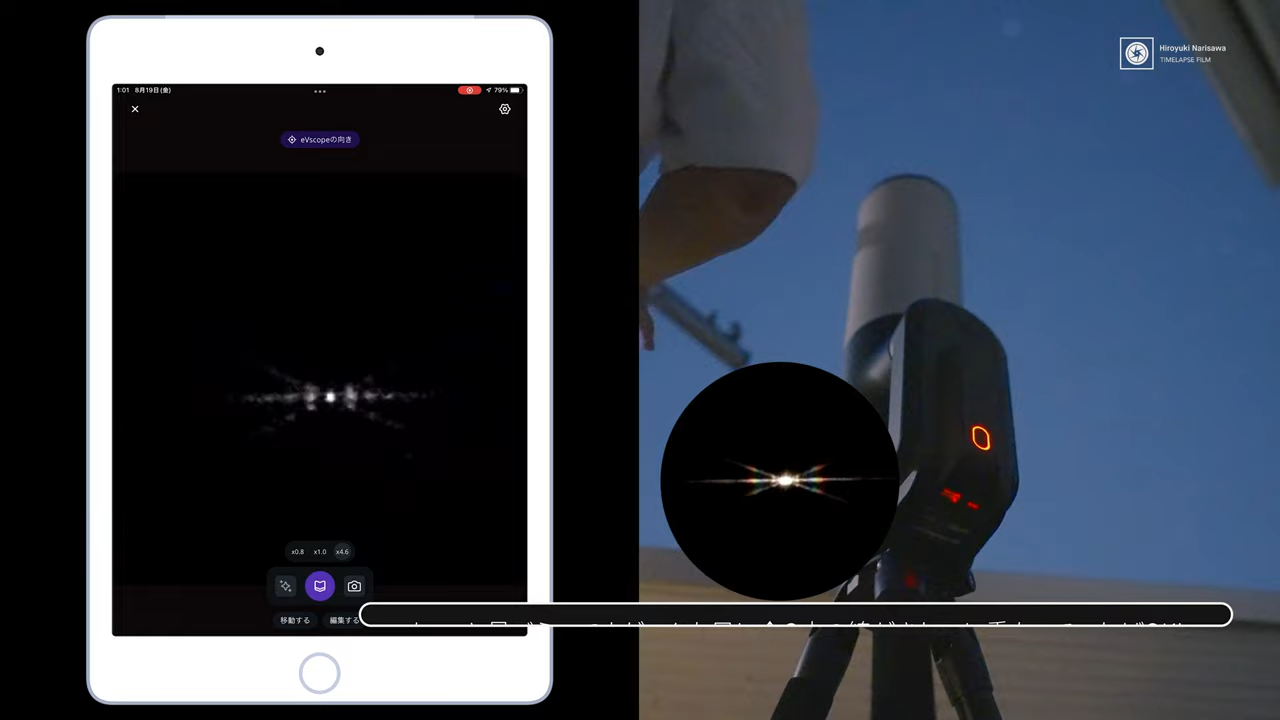 1:01 8月19日(金)
79%
eVscopeの向き
x0.8 x1.0 x4.6
移動する 編集する
Hiroyuki Narisawa
TIMELAPSE FILM